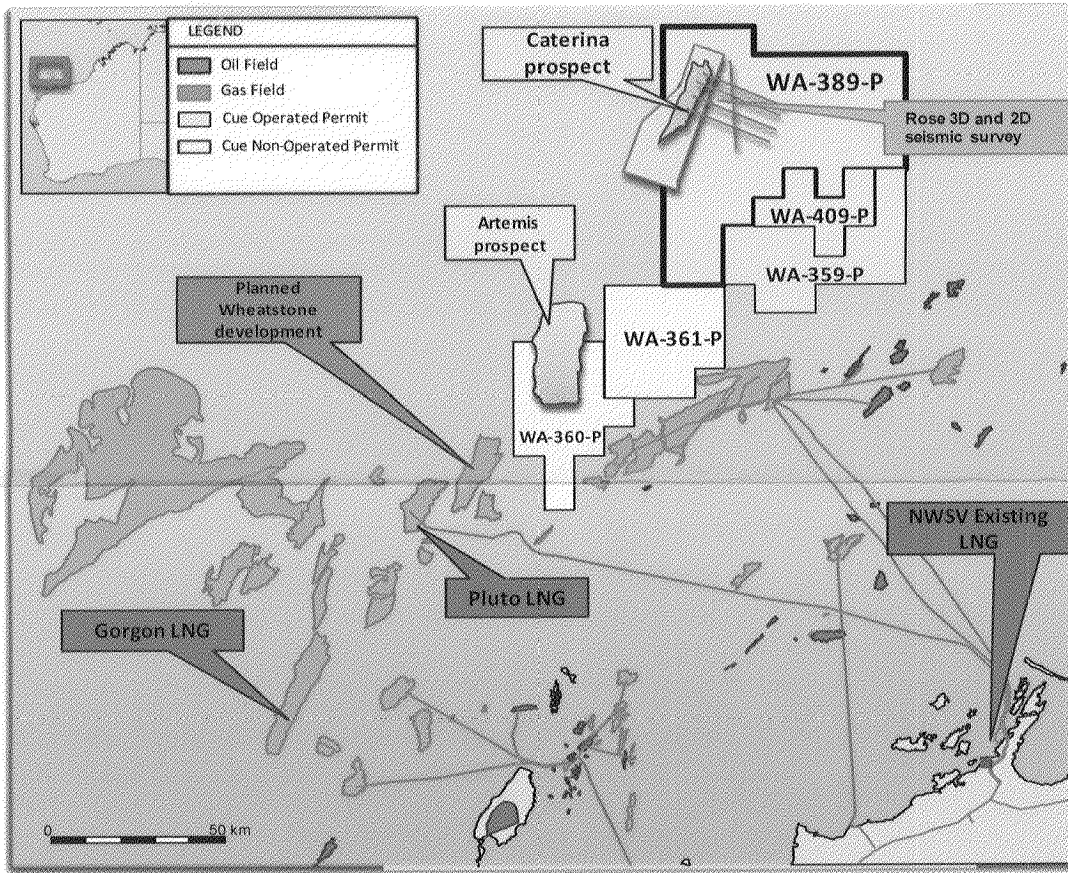 LEGEND
Oil Field
Gas Field
Cue Operated Permit
Cue Non-Operated Permit
Caterina
prospect
WA-389-P
Rose 3D and 2D
seismic survey
WA-409-P
Artemis
prospect
WA-359-P
Planned
Wheatstone
development
WA-361-P
WA-360-P
NWSV Existing
LNG
Pluto LNG
Gorgon LNG
0 50 km